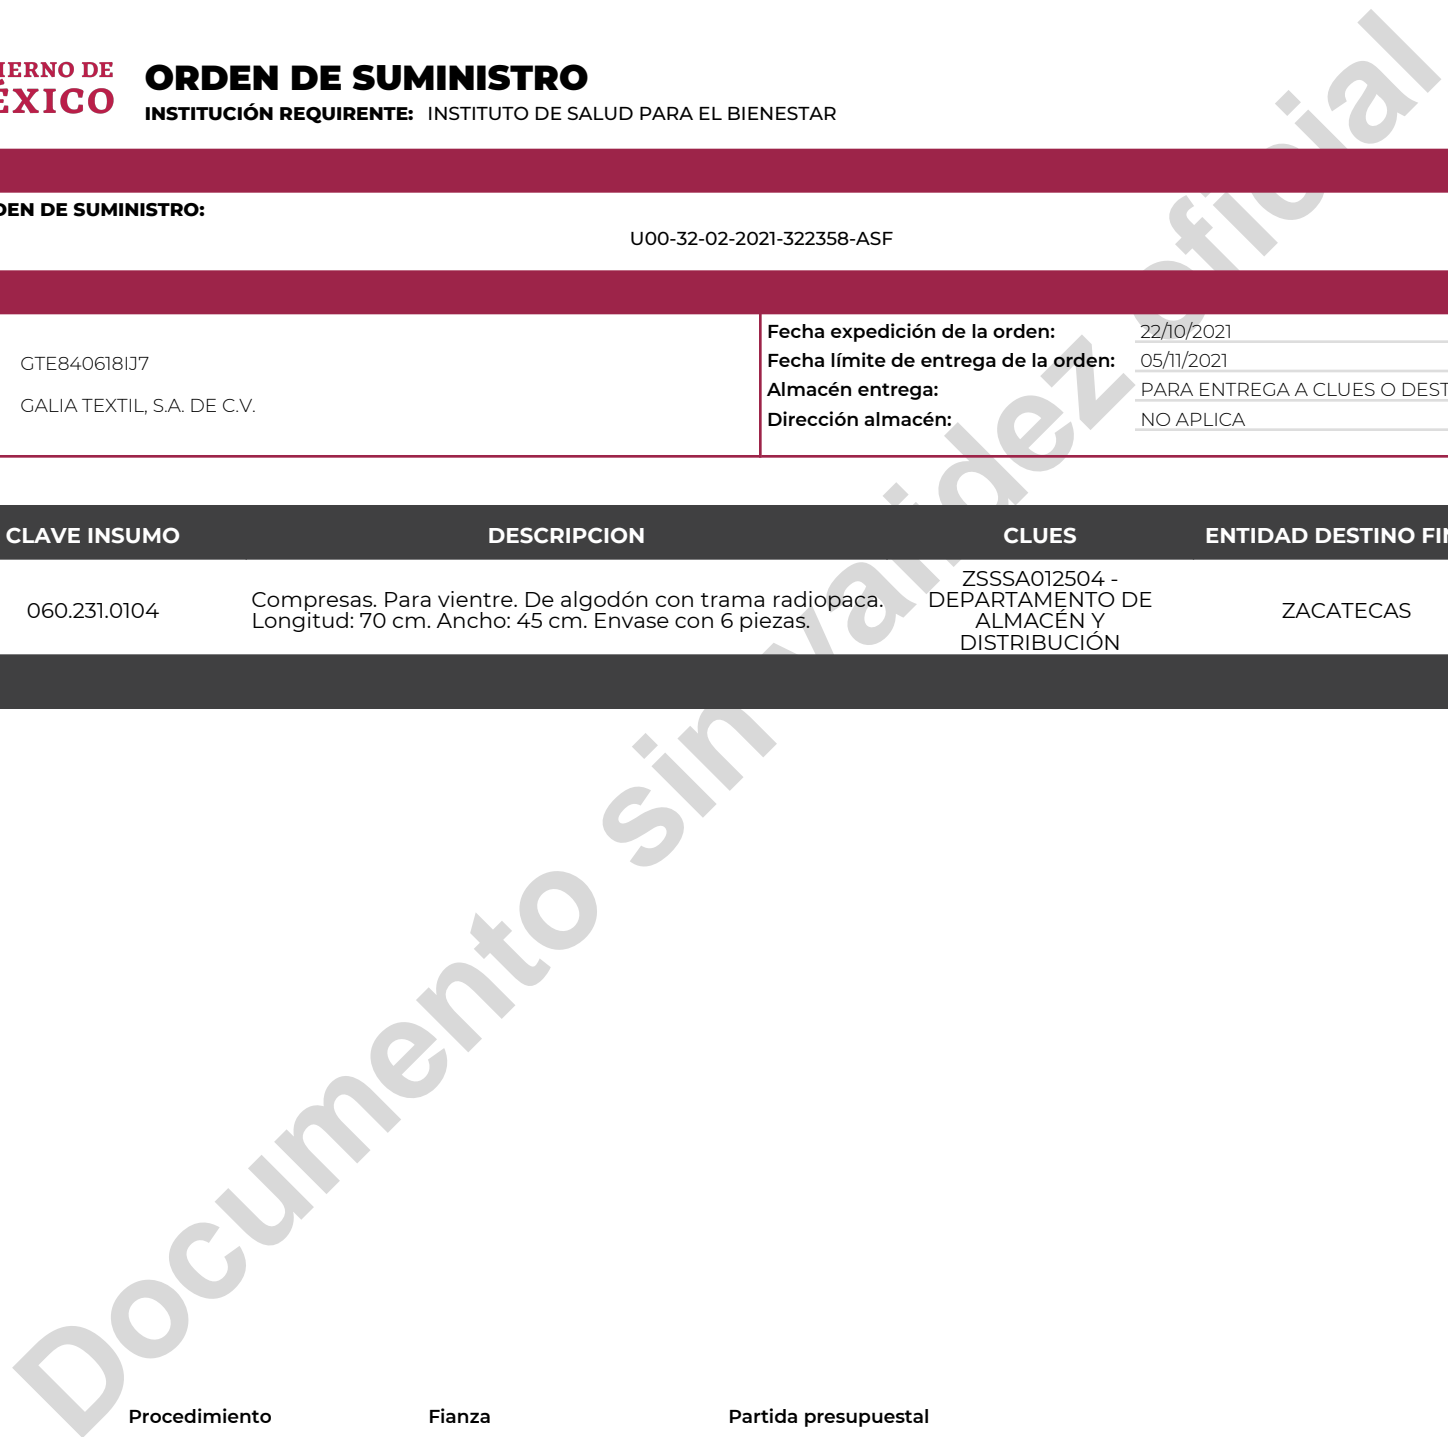 IERNO DE
ÉXICO
ORDEN DE SUMINISTRO
INSTITUCIÓN REQUIRENTE: INSTITUTO DE SALUD PARA EL BIENESTAR
DEN DE SUMINISTRO:
U00-32-02-2021-322358-ASF
GTE840618IJ7
GALIA TEXTIL, S.A. DE C.V.
Fecha expedición de la orden: 22/10/2021
Fecha límite de entrega de la orden: 05/11/2021
Almacén entrega: PARA ENTREGA A CLUES O DEST
Dirección almacén: NO APLICA
CLAVE INSUMO DESCRIPCION CLUES ENTIDAD DESTINO FIN
060.231.0104
Compresas. Para vientre. De algodón con trama radiopaca.
Longitud: 70 cm. Ancho: 45 cm. Envase con 6 piezas.
ZSSSA012504 -
DEPARTAMENTO DE
ALMACÉN Y
DISTRIBUCIÓN
ZACATECAS
Documento sin validez oficial
Procedimiento Fianza Partida presupuestal